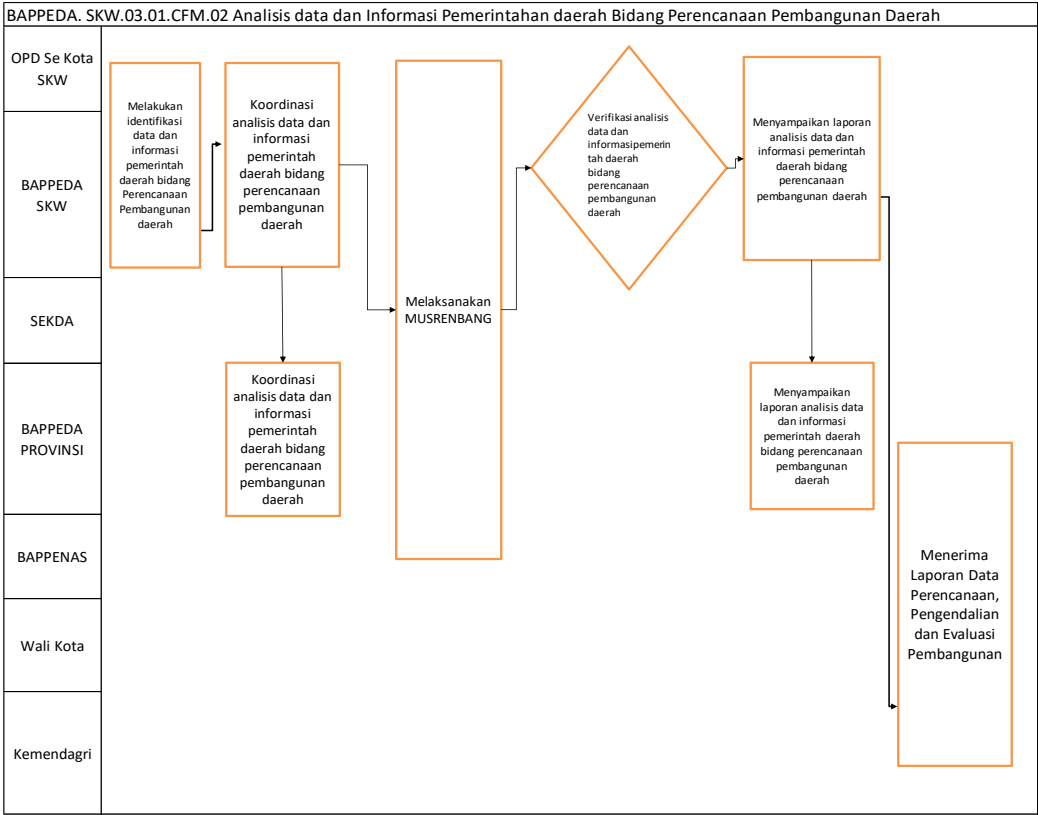 BAPPEDA. SKW.03.01.CFM.02 Analisis data dan Informasi Pemerintahan daerah Bidang Perencanaan Pembangunan Daerah
OPD Se Kota
SKW
BAPPEDA
SKW
SEKDA
BAPPEDA
PROVINSI
BAPPENAS
Wali Kota
Kemendagri
Melakukan
identifikasi
data dan
informasi
pemerintah
daerah bidang
Perencanaan
Pembangunan
daerah
Koordinasi
analisis data dan
informasi
pemerintah
daerah bidang
perencanaan
pembangunan
daerah
Koordinasi
analisis data dan
informasi
pemerintah
daerah bidang
perencanaan
pembangunan
daerah
Melaksanakan
MUSRENBANG
Verifikasi analisis
data dan
informasi pemerin
tah daerah
bidang
perencanaan
pembangunan
daerah
Menyampaikan laporan
analisis data dan
informasi pemerintah
daerah bidang
perencanaan
pembangunan daerah
Menyampaikan
laporan analisis data
dan informasi
pemerintah daerah
bidang perencanaan
pembangunan
daerah
Menerima
Laporan Data
Perencanaan,
Pengendalian
dan Evaluasi
Pembangunan